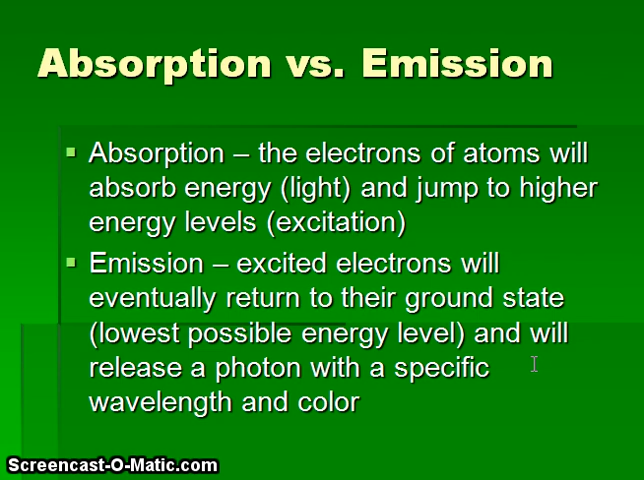 Absorption vs. Emission
Absorption – the electrons of atoms will
absorb energy (light) and jump to higher
energy levels (excitation)
Emission – excited electrons will
eventually return to their ground state
(lowest possible energy level) and will
release a photon with a specific
wavelength and color
Screencast-O-Matic.com